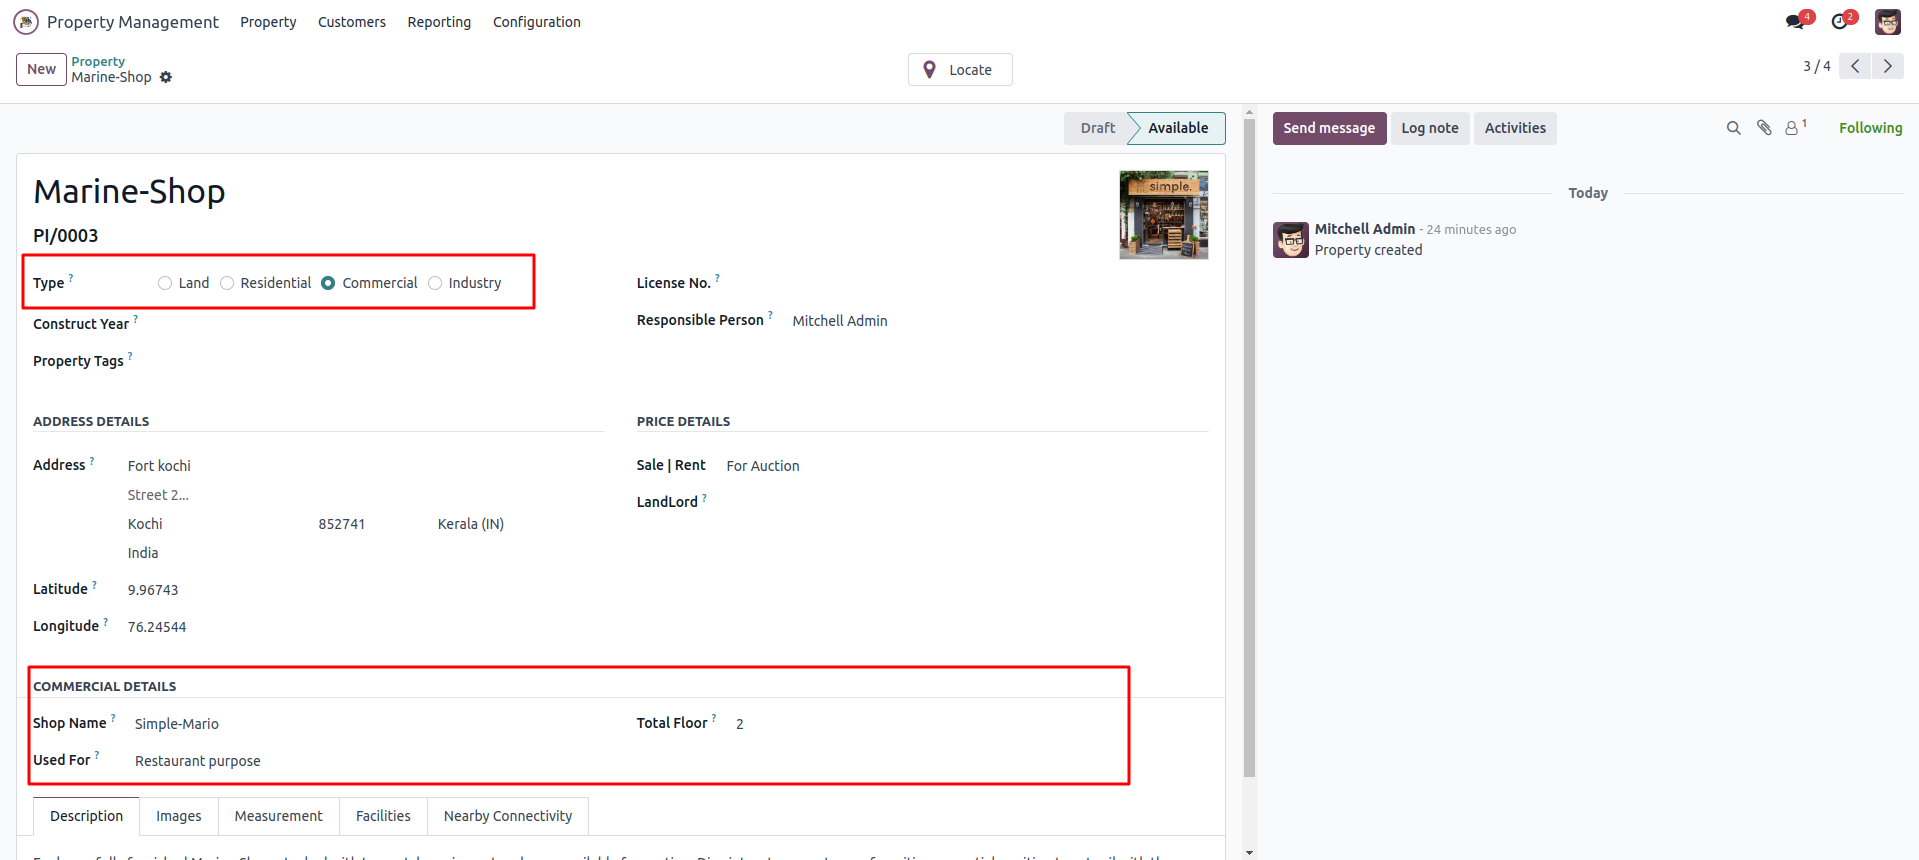 Property Management Property Customers Reporting Configuration 4 2
New Property
Marine-Shop
Locate
3 / 4
Draft Available
Send message Log note Activities 1 Following
Marine-Shop
simple.
PI/0003
Type ? Land Residential Commercial Industry
License No. ?
Construct Year ?
Responsible Person ? Mitchell Admin
Property Tags ?
ADDRESS DETAILS
Address ? Fort kochi
Street 2...
Kochi 852741 Kerala (IN)
India
Latitude ? 9.96743
Longitude ? 76.24544
PRICE DETAILS
Sale | Rent For Auction
LandLord ?
COMMERCIAL DETAILS
Shop Name ? Simple-Mario
Total Floor ? 2
Used For ? Restaurant purpose
Description Images Measurement Facilities Nearby Connectivity
Today
Mitchell Admin - 24 minutes ago
Property created